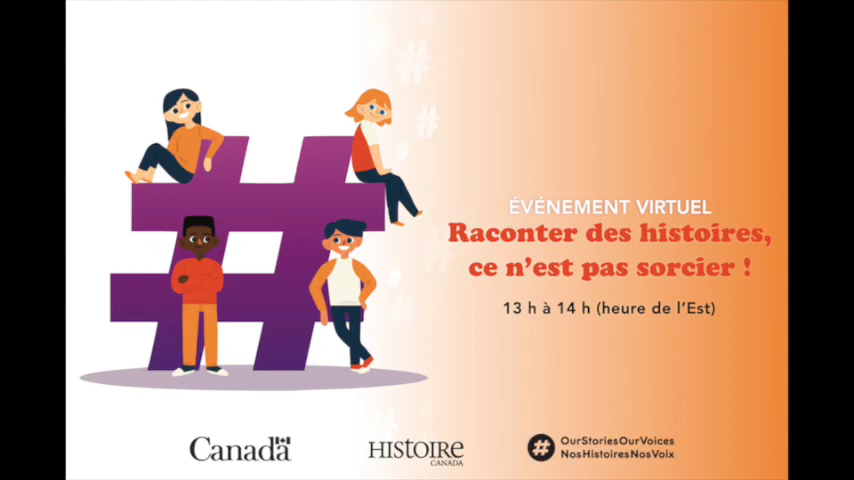 ÉVÉNEMENT VIRTUEL
Raconter des histoires,
ce n'est pas sorcier !
13 h à 14 h (heure de l'Est)
Canada
HISTOIRE
CANADA
# OurStoriesOurVoices
NosHistoiresNosVoix